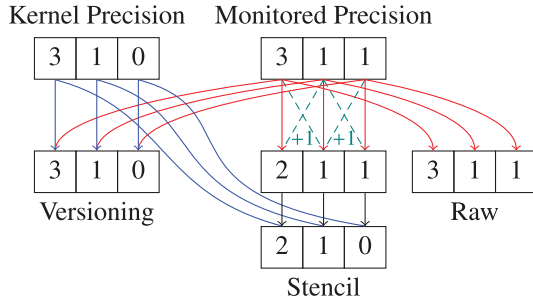 Kernel Precision Monitored Precision
3 1 0 3 1 1
+1 +1
3 1 0 2 1 1 3 1 1
Versioning Raw
2 1 0
Stencil